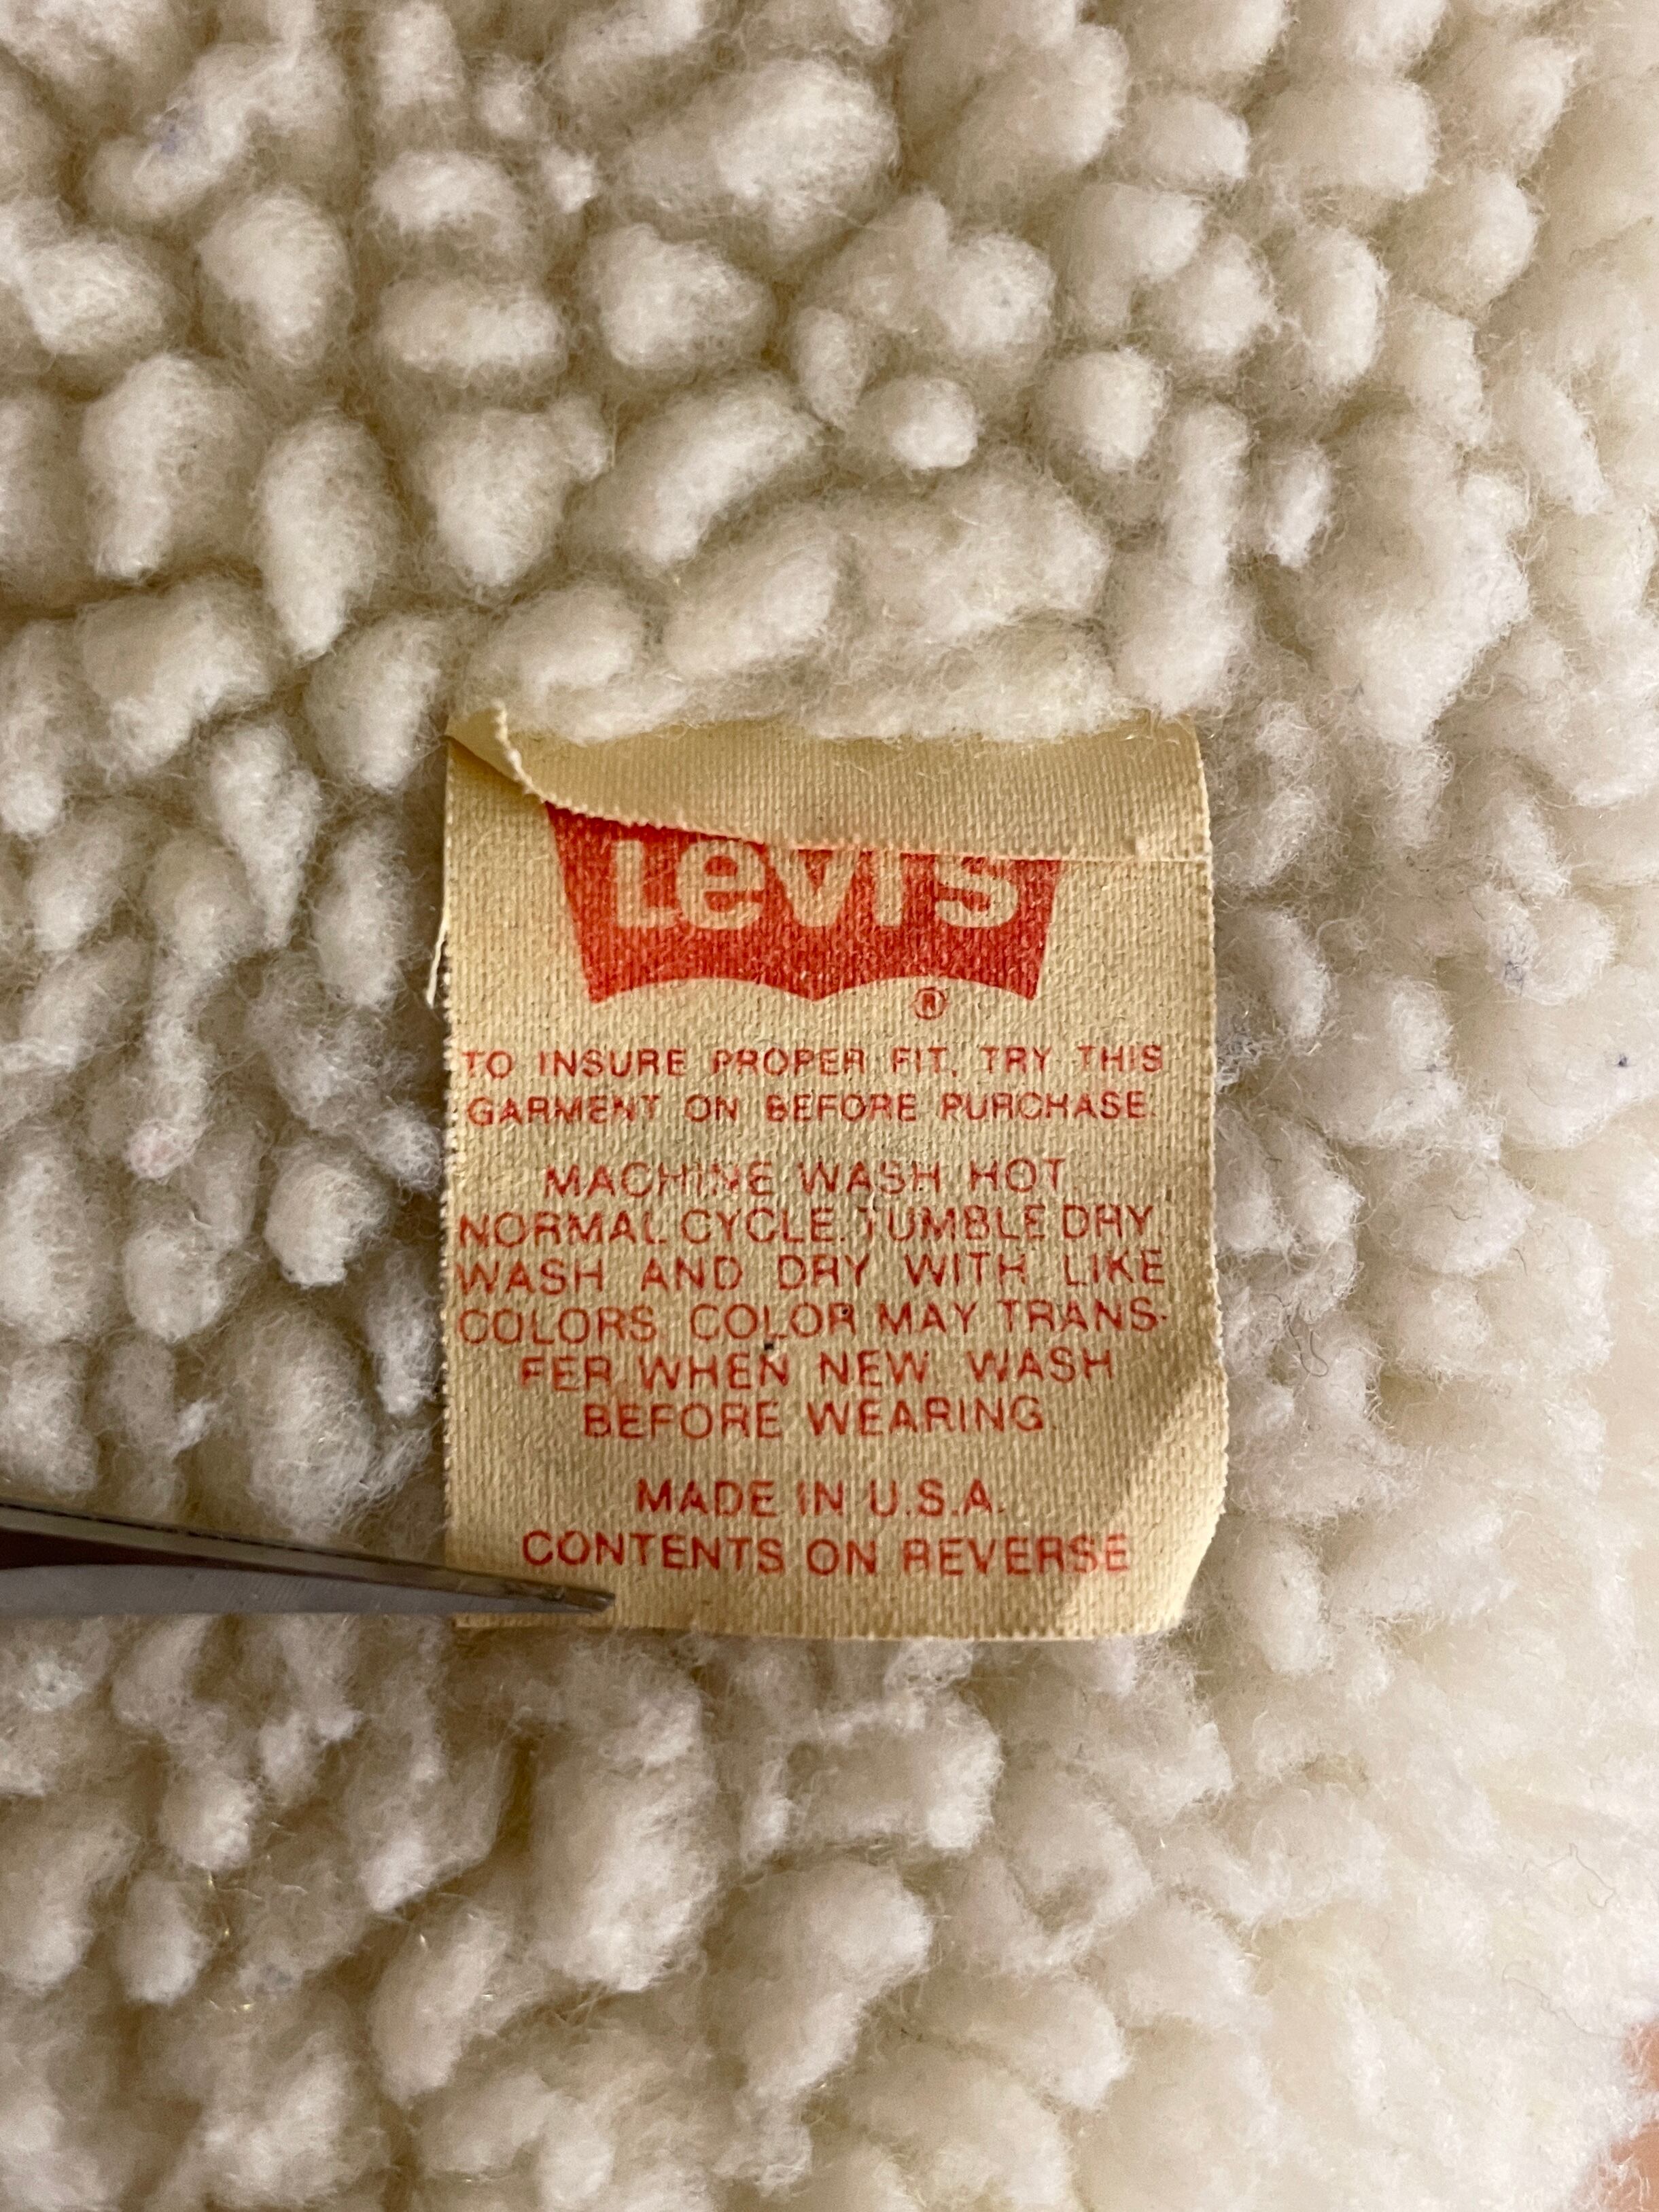 Levi's
®
TO INSURE PROPER FIT, TRY THIS
GARMENT ON BEFORE PURCHASE.
MACHINE WASH HOT
NORMAL CYCLE. TUMBLE DRY
WASH AND DRY WITH LIKE
COLORS. COLOR MAY TRANS-
FER WHEN NEW. WASH
BEFORE WEARING.
MADE IN U.S.A.
CONTENTS ON REVERSE